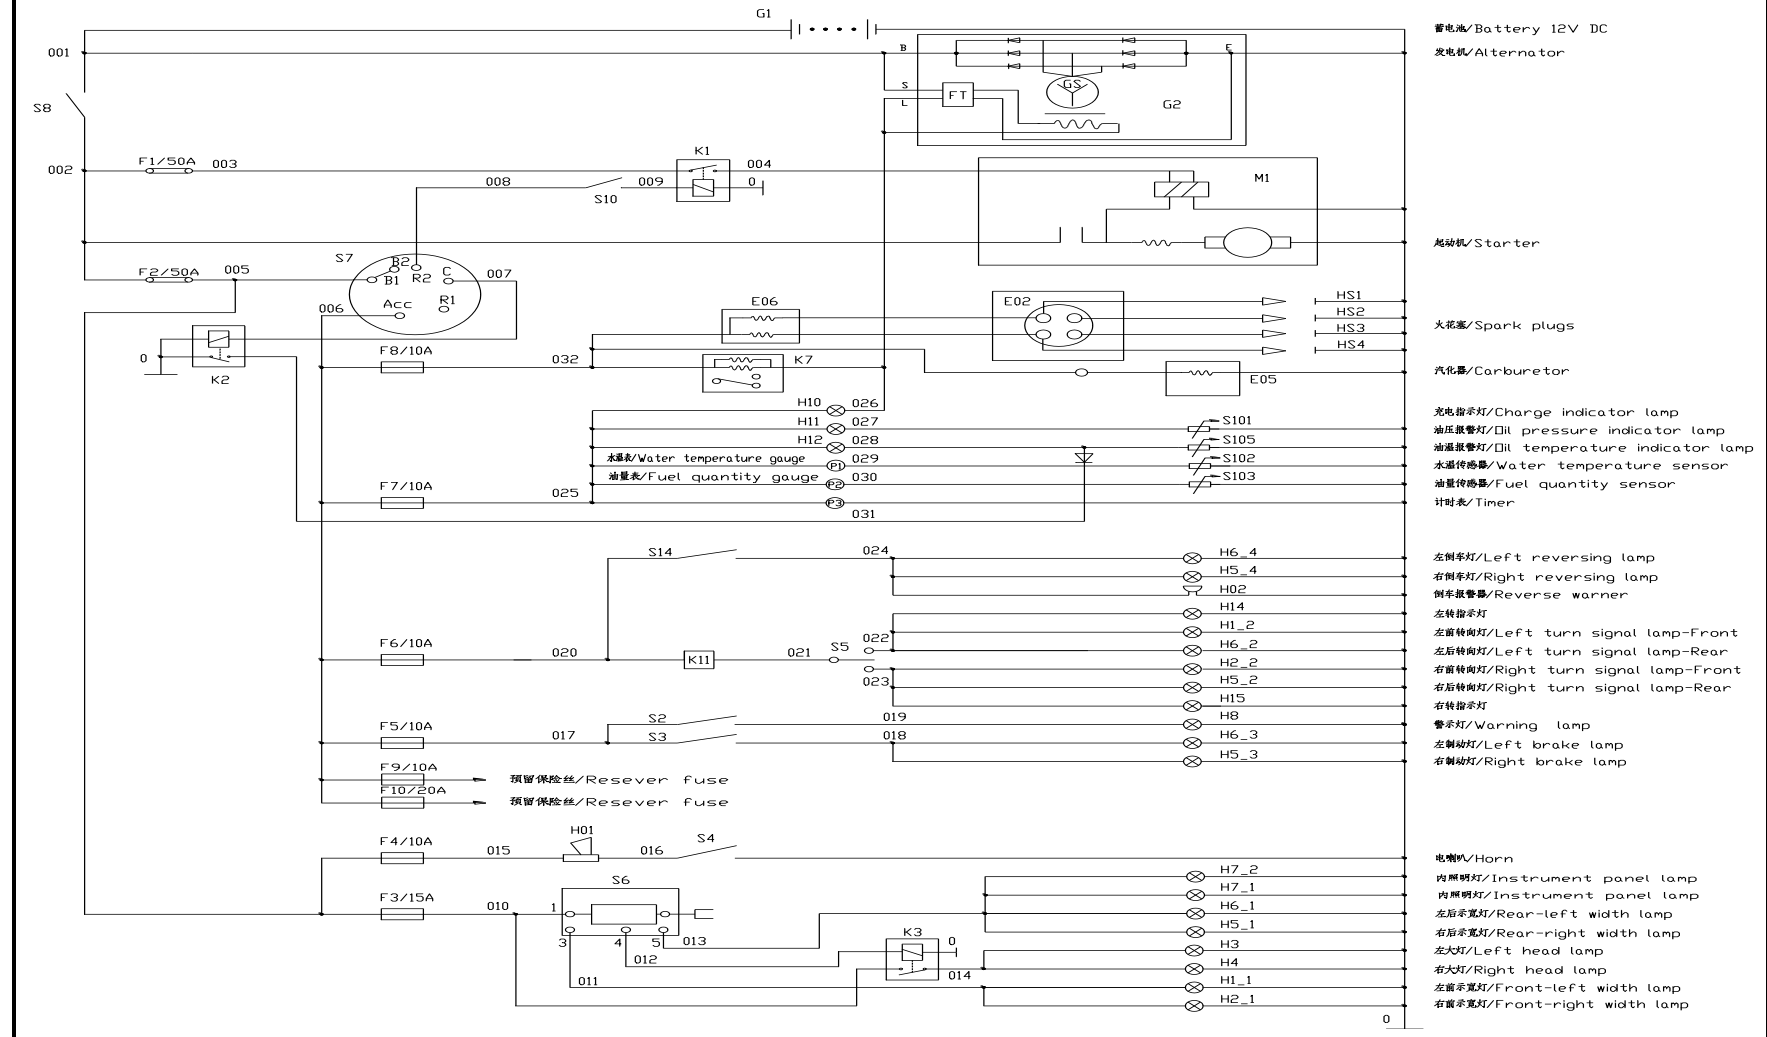 G1
蓄电池/Battery 12V DC
001
B
E
发电机/Alternator
S8
S
L
FT
GS
G2
002
F1/50A
003
K1
004
008
S10
009
0
M1
起动机/Starter
F2/50A
005
S7
B2
B1
R2
C
007
Acc
R1
006
E06
E02
HS1
HS2
HS3
HS4
火花塞/Spark plugs
0
K2
F8/10A
032
K7
E05
汽化器/Carburetor
H10
026
充电指示灯/Charge indicator lamp
H11
027
S101
油压报警灯/Oil pressure indicator lamp
H12
028
S105
油温报警灯/Oil temperature indicator lamp
水温表/Water temperature gauge
P1
029
S102
水温传感器/Water temperature sensor
油量表/Fuel quantity gauge
P2
030
S103
油量传感器/Fuel quantity sensor
F7/10A
025
P3
计时表/Timer
031
S14
024
H6_4
左倒车灯/Left reversing lamp
H5_4
右倒车灯/Right reversing lamp
H02
倒车报警器/Reverse warner
H14
左转指示灯
022
H1_2
左前转向灯/Left turn signal lamp-Front
F6/10A
020
K11
021
S5
H6_2
左后转向灯/Left turn signal lamp-Rear
H2_2
右前转向灯/Right turn signal lamp-Front
023
H5_2
右后转向灯/Right turn signal lamp-Rear
H15
右转指示灯
S2
019
H8
警示灯/Warning lamp
F5/10A
017
S3
018
H6_3
左制动灯/Left brake lamp
H5_3
右制动灯/Right brake lamp
F9/10A
预留保险丝/Resever fuse
F10/20A
预留保险丝/Resever fuse
F4/10A
015
H01
016
S4
电喇叭/Horn
H7_2
内照明灯/Instrument panel lamp
S6
H7_1
内照明灯/Instrument panel lamp
F3/15A
010
1
H6_1
左后示宽灯/Rear-left width lamp
3
4
5
013
K3
H5_1
右后示宽灯/Rear-right width lamp
0
H3
左大灯/Left head lamp
012
014
H4
右大灯/Right head lamp
011
H1_1
左前示宽灯/Front-left width lamp
H2_1
右前示宽灯/Front-right width lamp
0